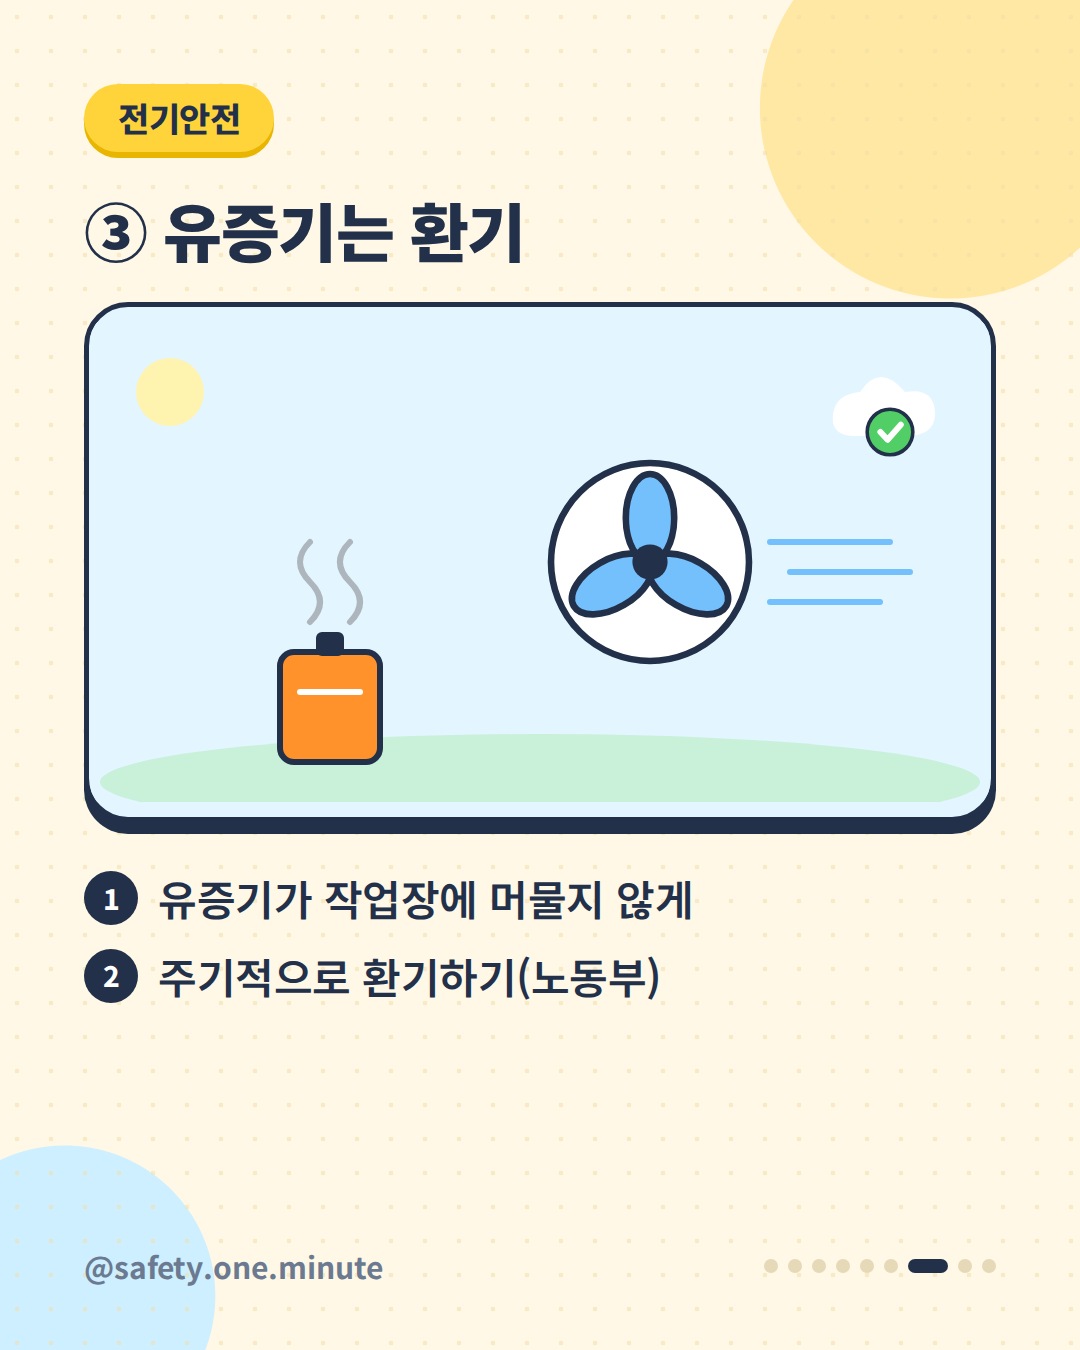 전기안전
③ 유증기는 환기
1 유증기가 작업장에 머물지 않게
2 주기적으로 환기하기(노동부)
@safety.one.minute